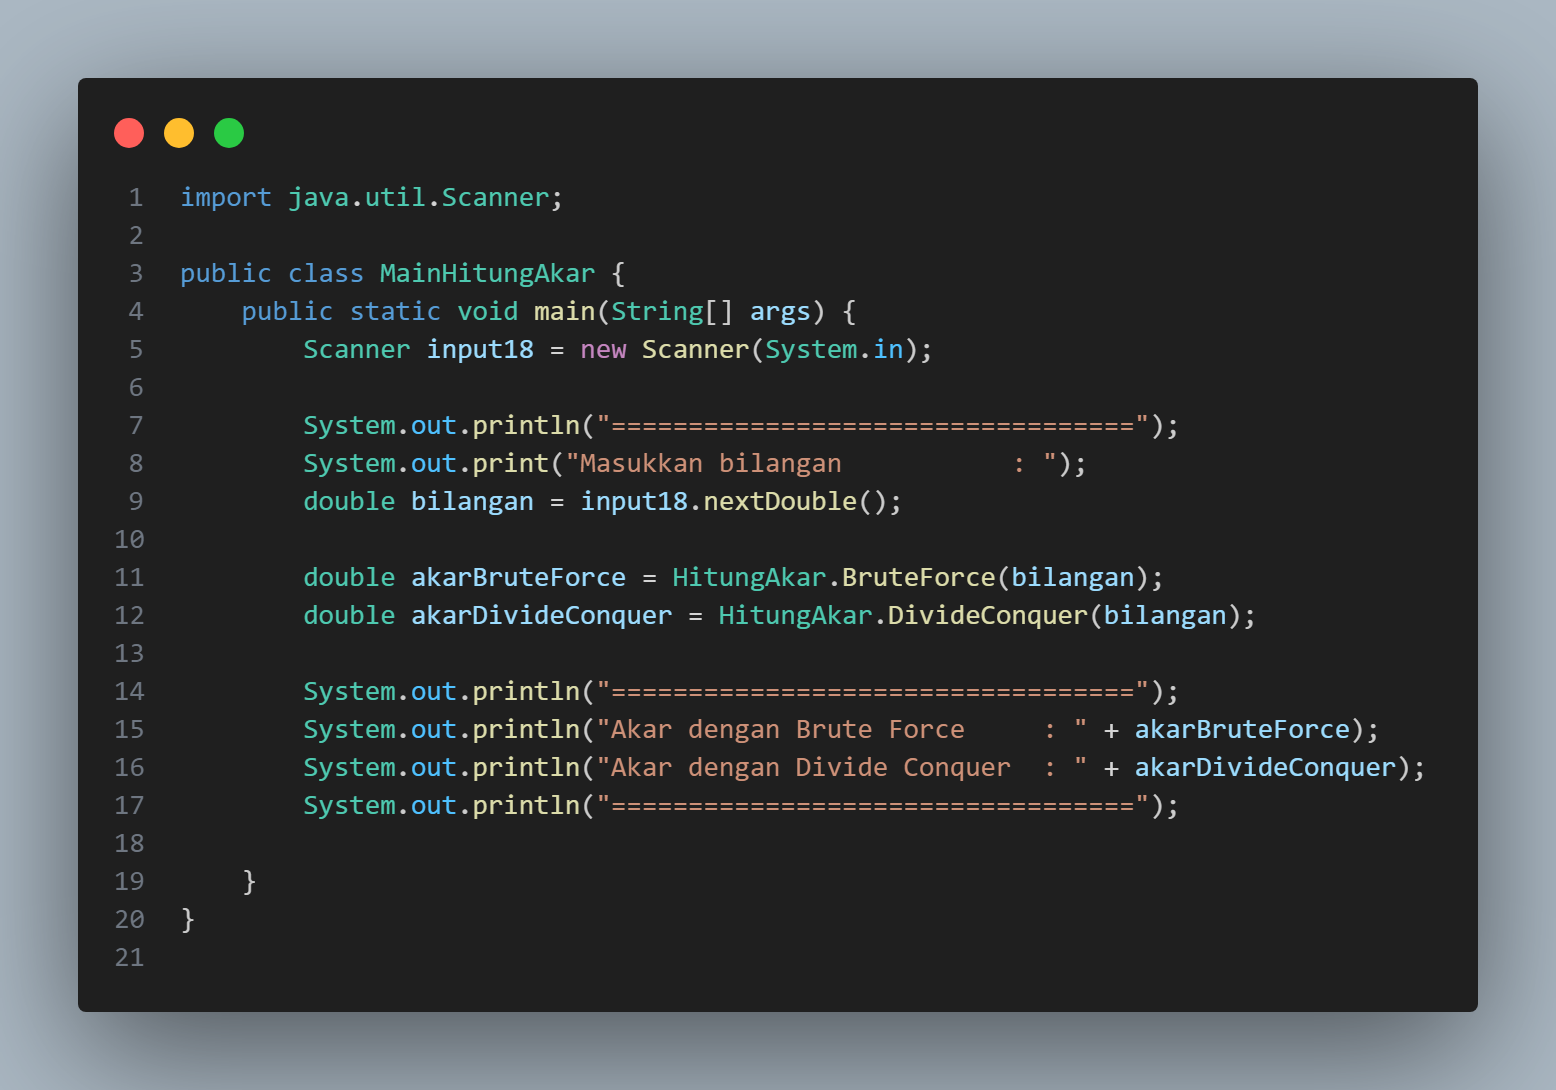 1 import java.util.Scanner;
2
3 public class MainHitungAkar {
4     public static void main(String[] args) {
5         Scanner input18 = new Scanner(System.in);
6
7         System.out.println("==================================");
8         System.out.print("Masukkan bilangan           : ");
9         double bilangan = input18.nextDouble();
10
11         double akarBruteForce = HitungAkar.BruteForce(bilangan);
12         double akarDivideConquer = HitungAkar.DivideConquer(bilangan);
13
14         System.out.println("==================================");
15         System.out.println("Akar dengan Brute Force     : " + akarBruteForce);
16         System.out.println("Akar dengan Divide Conquer  : " + akarDivideConquer);
17         System.out.println("==================================");
18
19     }
20 }
21